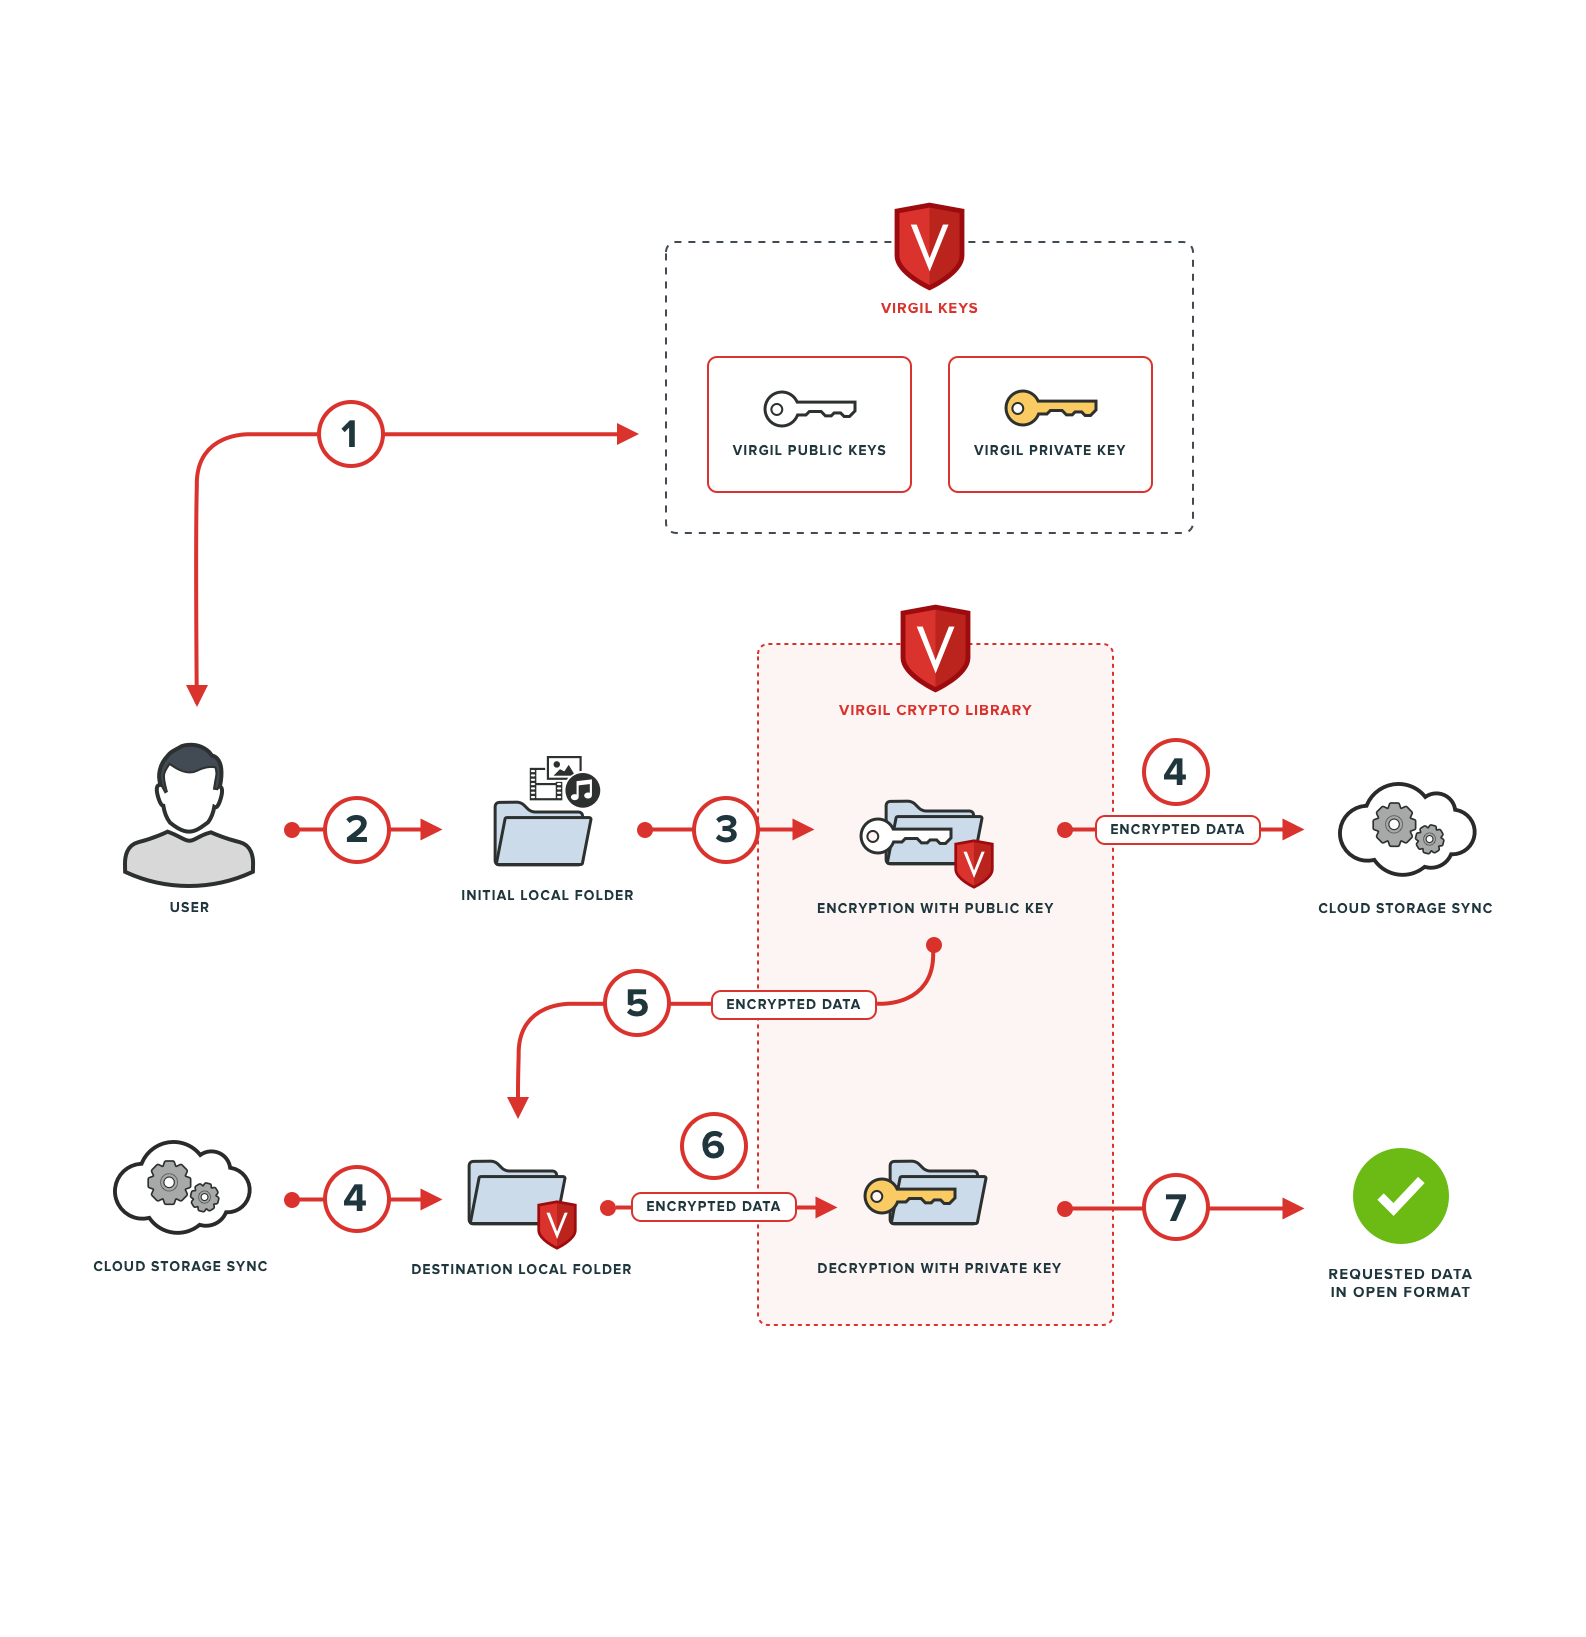 V
VIRGIL KEYS
VIRGIL PUBLIC KEYS
VIRGIL PRIVATE KEY
1
V
VIRGIL CRYPTO LIBRARY
USER
2
INITIAL LOCAL FOLDER
3
V
ENCRYPTION WITH PUBLIC KEY
4
ENCRYPTED DATA
CLOUD STORAGE SYNC
5
ENCRYPTED DATA
CLOUD STORAGE SYNC
4
V
DESTINATION LOCAL FOLDER
6
ENCRYPTED DATA
DECRYPTION WITH PRIVATE KEY
7
REQUESTED DATA
IN OPEN FORMAT